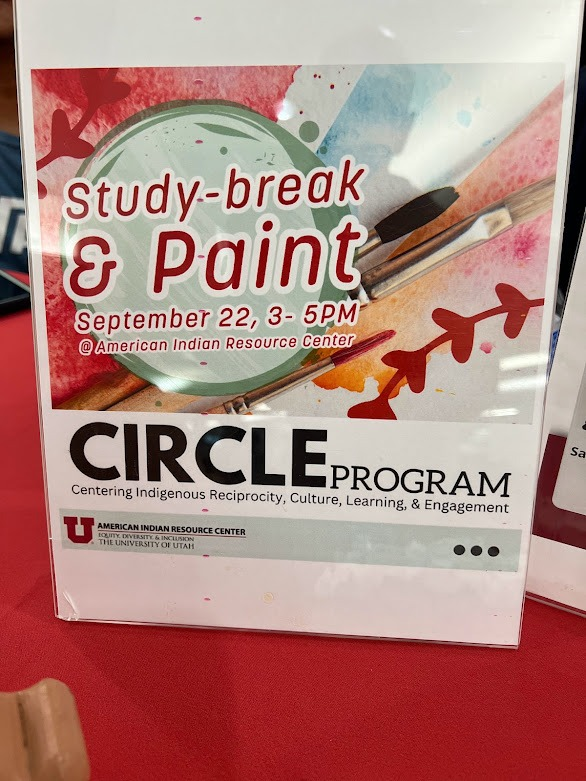 Study-break
& Paint
September 22, 3- 5PM
@ American Indian Resource Center
CIRCLE PROGRAM
Centering Indigenous Reciprocity, Culture, Learning, & Engagement
U
AMERICAN INDIAN RESOURCE CENTER
EQUITY, DIVERSITY, & INCLUSION
THE UNIVERSITY OF UTAH
Sa